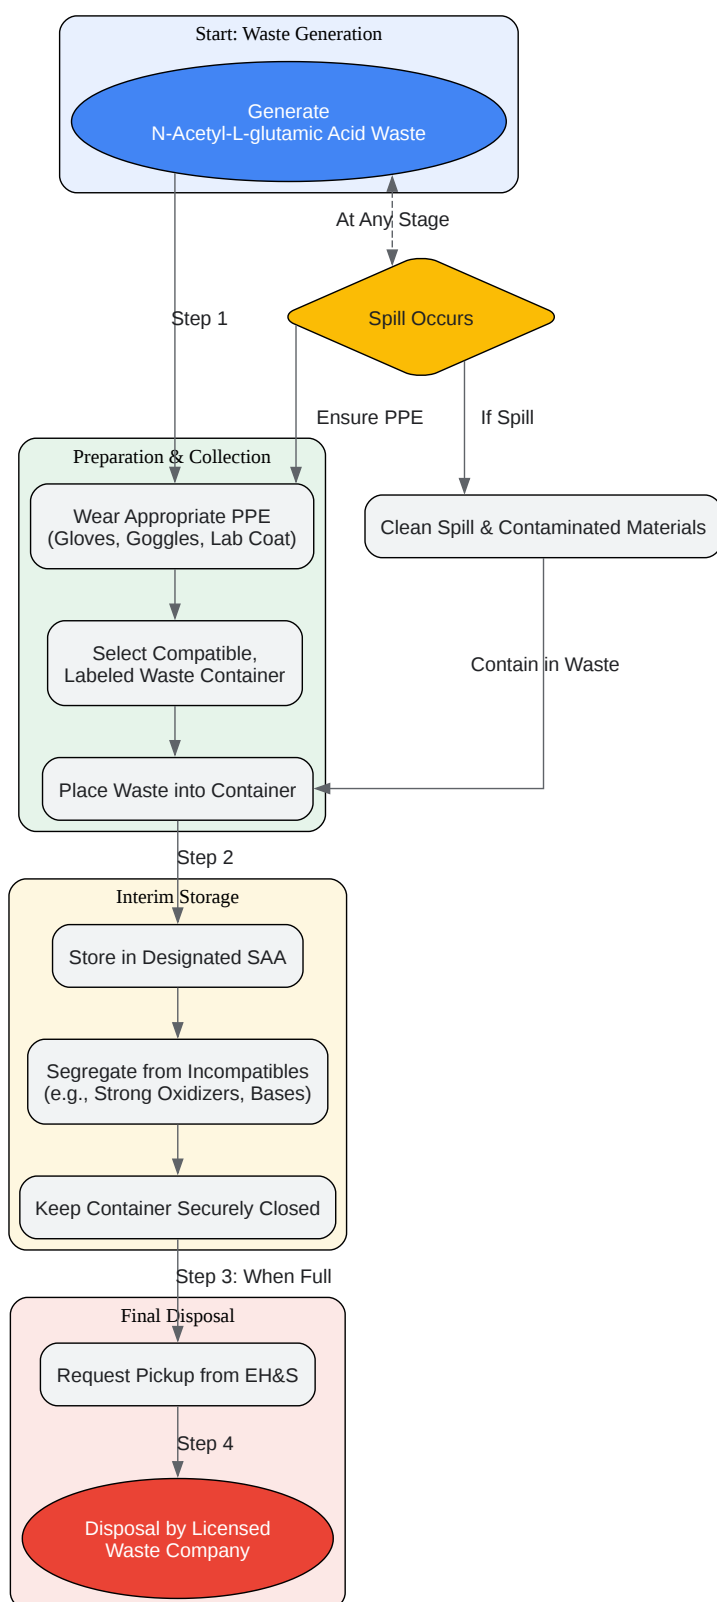 Start: Waste Generation
Generate
N-Acetyl-L-glutamic Acid Waste
At Any Stage
Step 1
Spill Occurs
Ensure PPE
If Spill
Preparation & Collection
Wear Appropriate PPE
(Gloves, Goggles, Lab Coat)
Clean Spill & Contaminated Materials
Select Compatible,
Labeled Waste Container
Contain in Waste
Place Waste into Container
Step 2
Interim Storage
Store in Designated SAA
Segregate from Incompatibles
(e.g., Strong Oxidizers, Bases)
Keep Container Securely Closed
Step 3: When Full
Final Disposal
Request Pickup from EH&S
Step 4
Disposal by Licensed
Waste Company